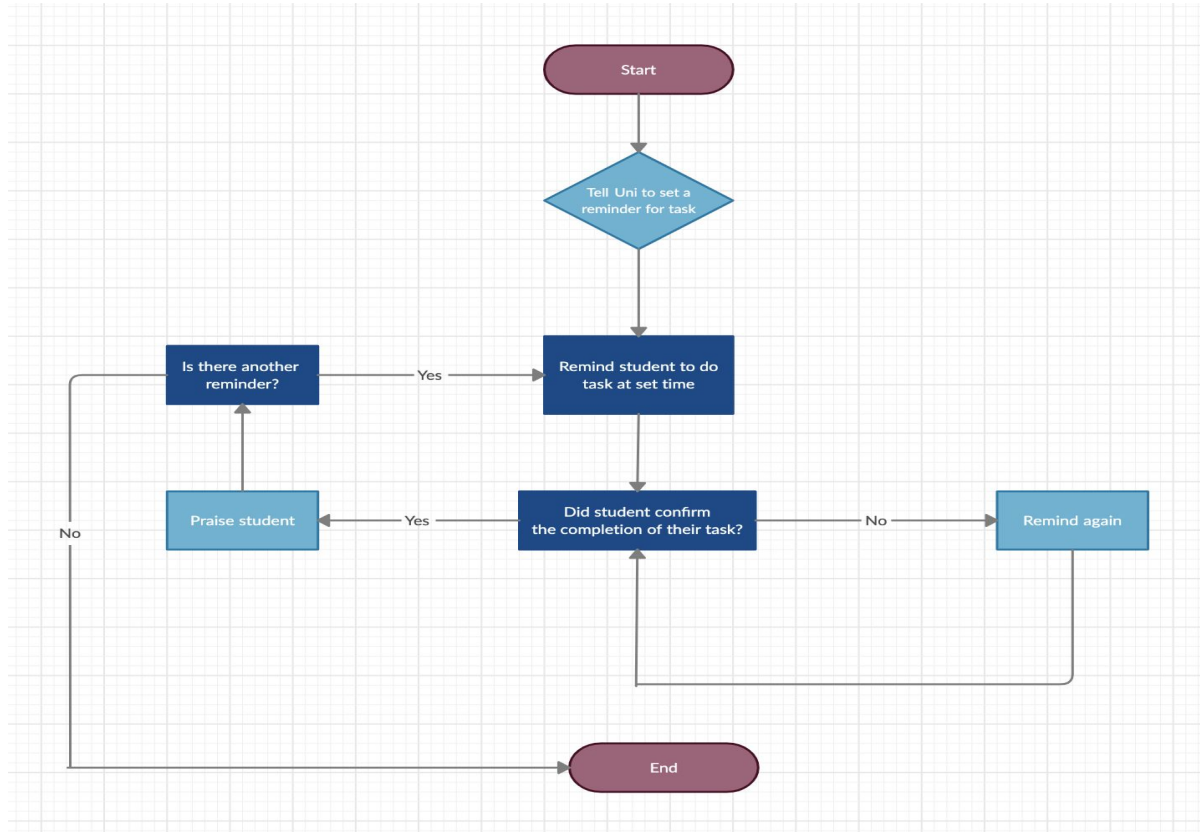 Start
Tell Uni to set a
reminder for task
Is there another
reminder?
Yes
Remind student to do
task at set time
No
Praise student
Yes
Did student confirm
the completion of their task?
No
Remind again
End